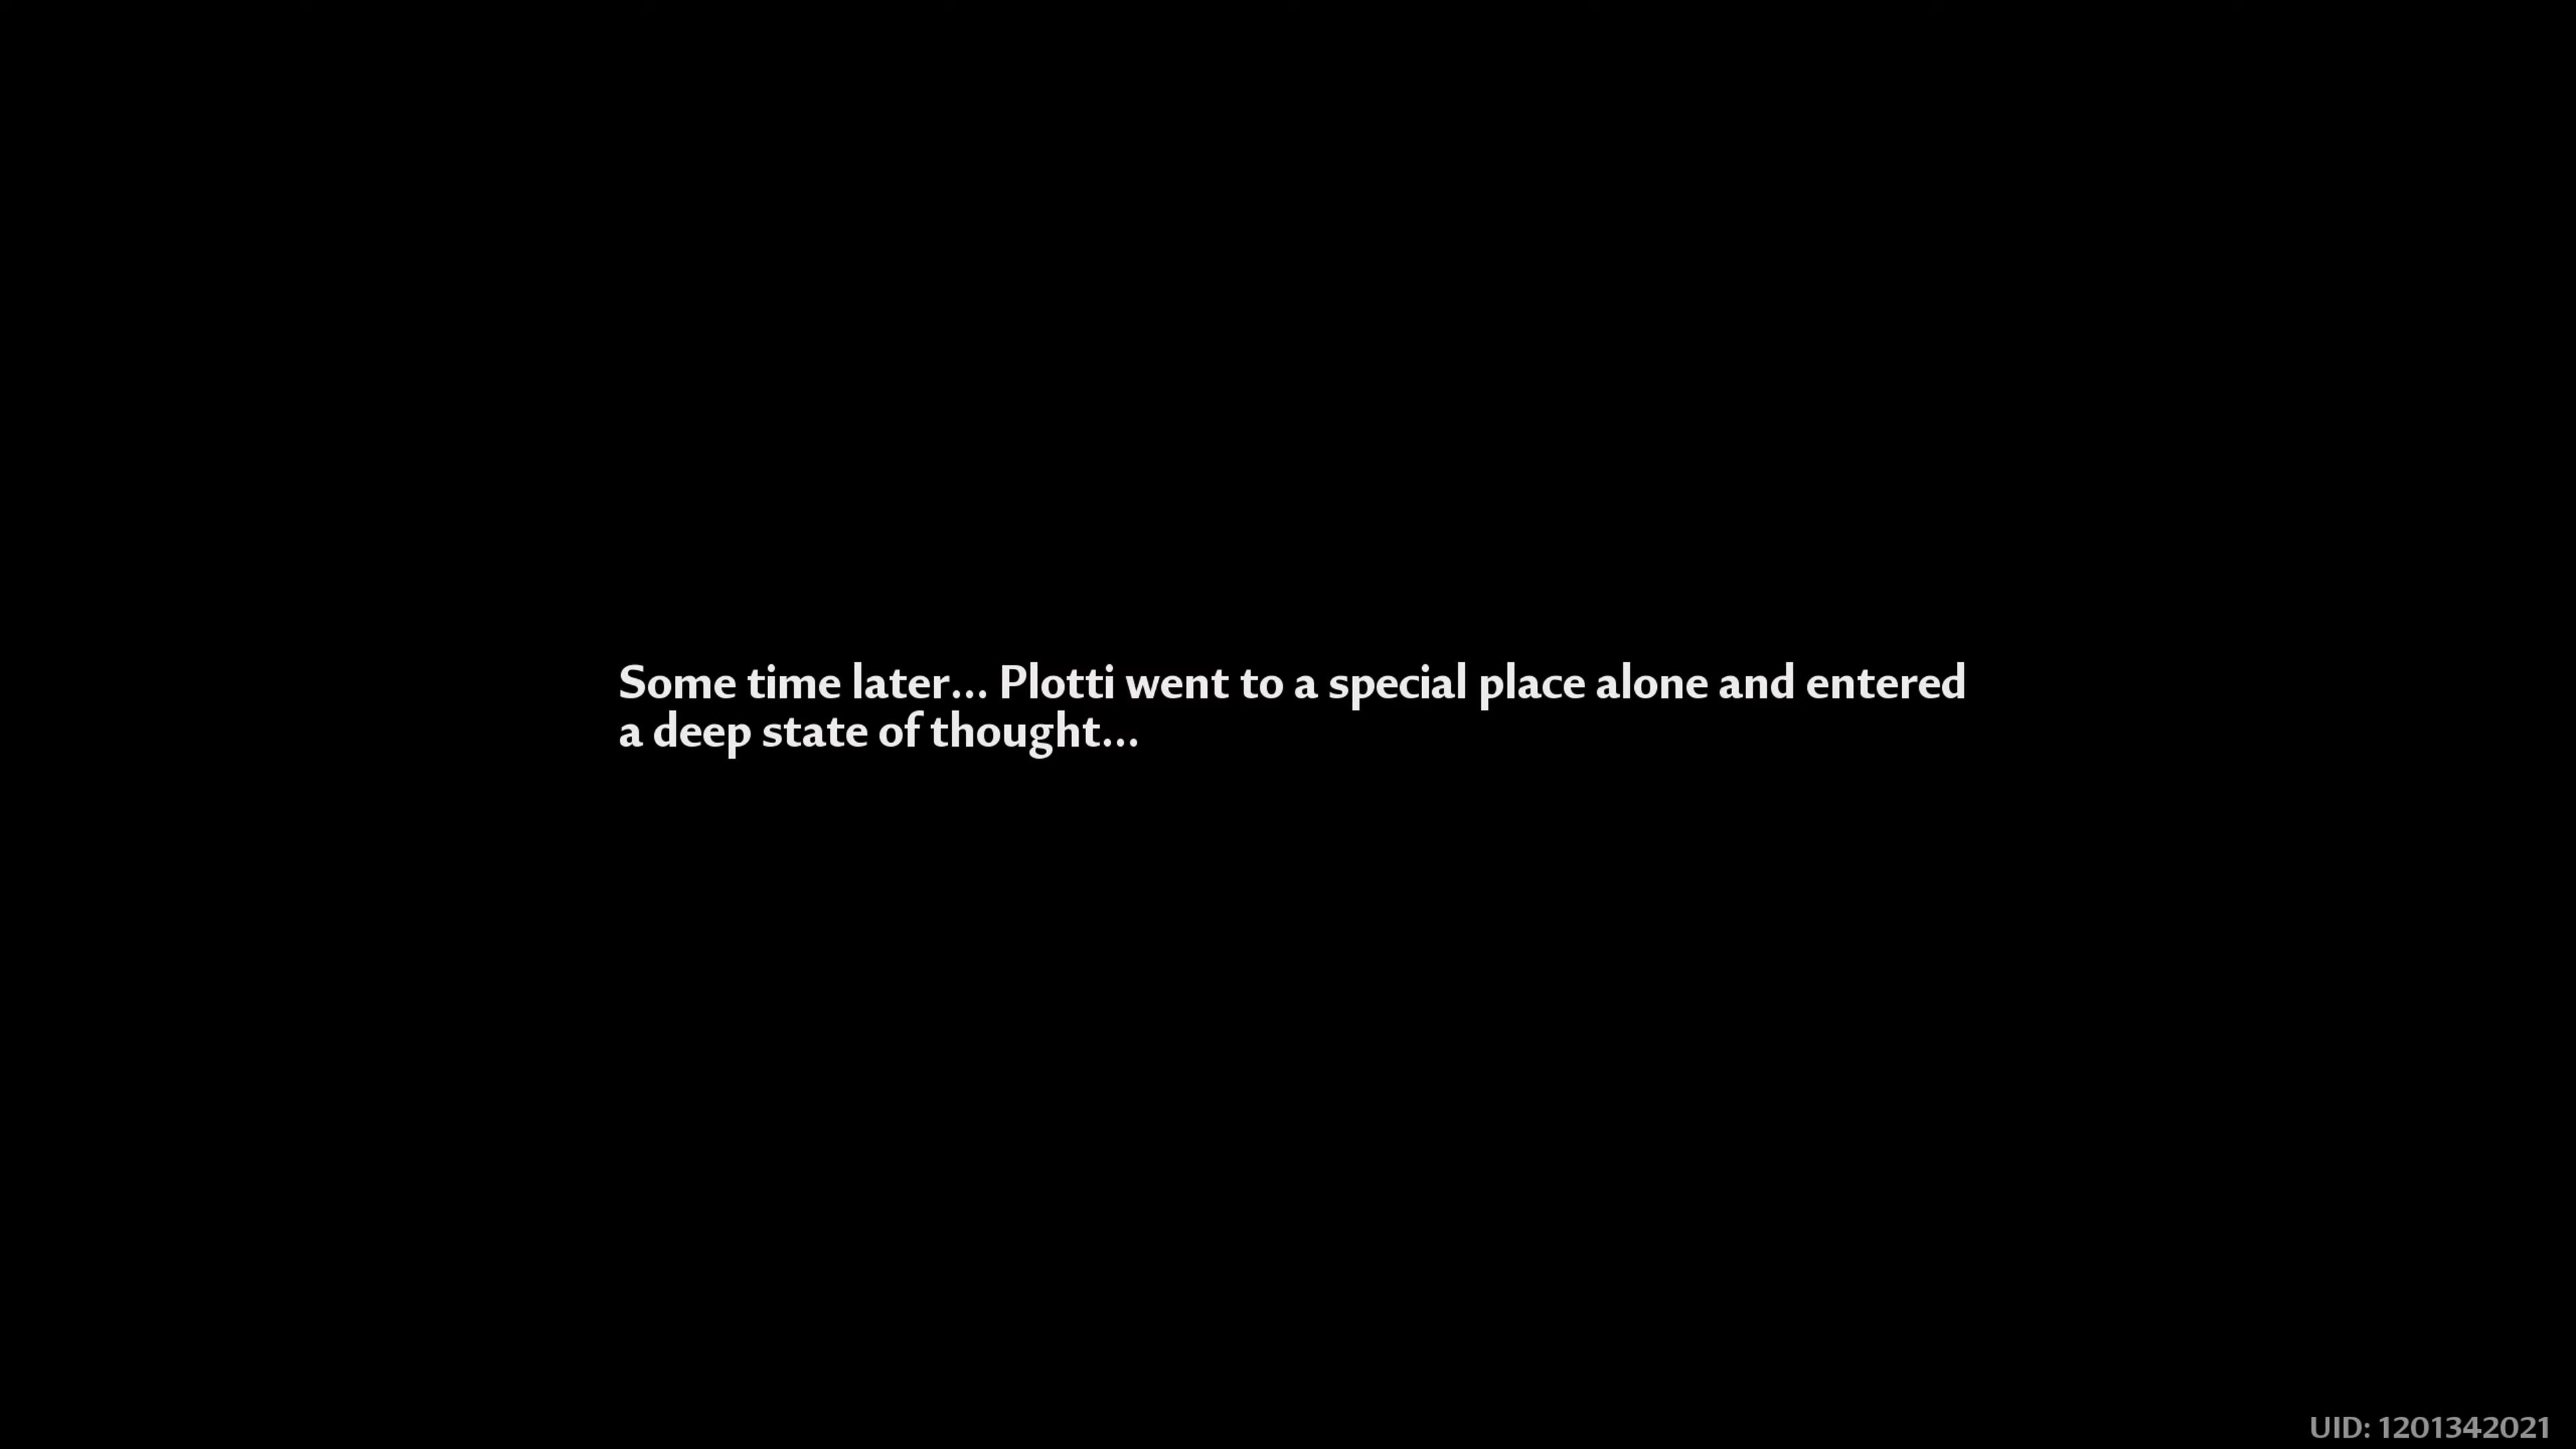 Some time later... Plotti went to a special place alone and entered
a deep state of thought...
UID: 1201342021